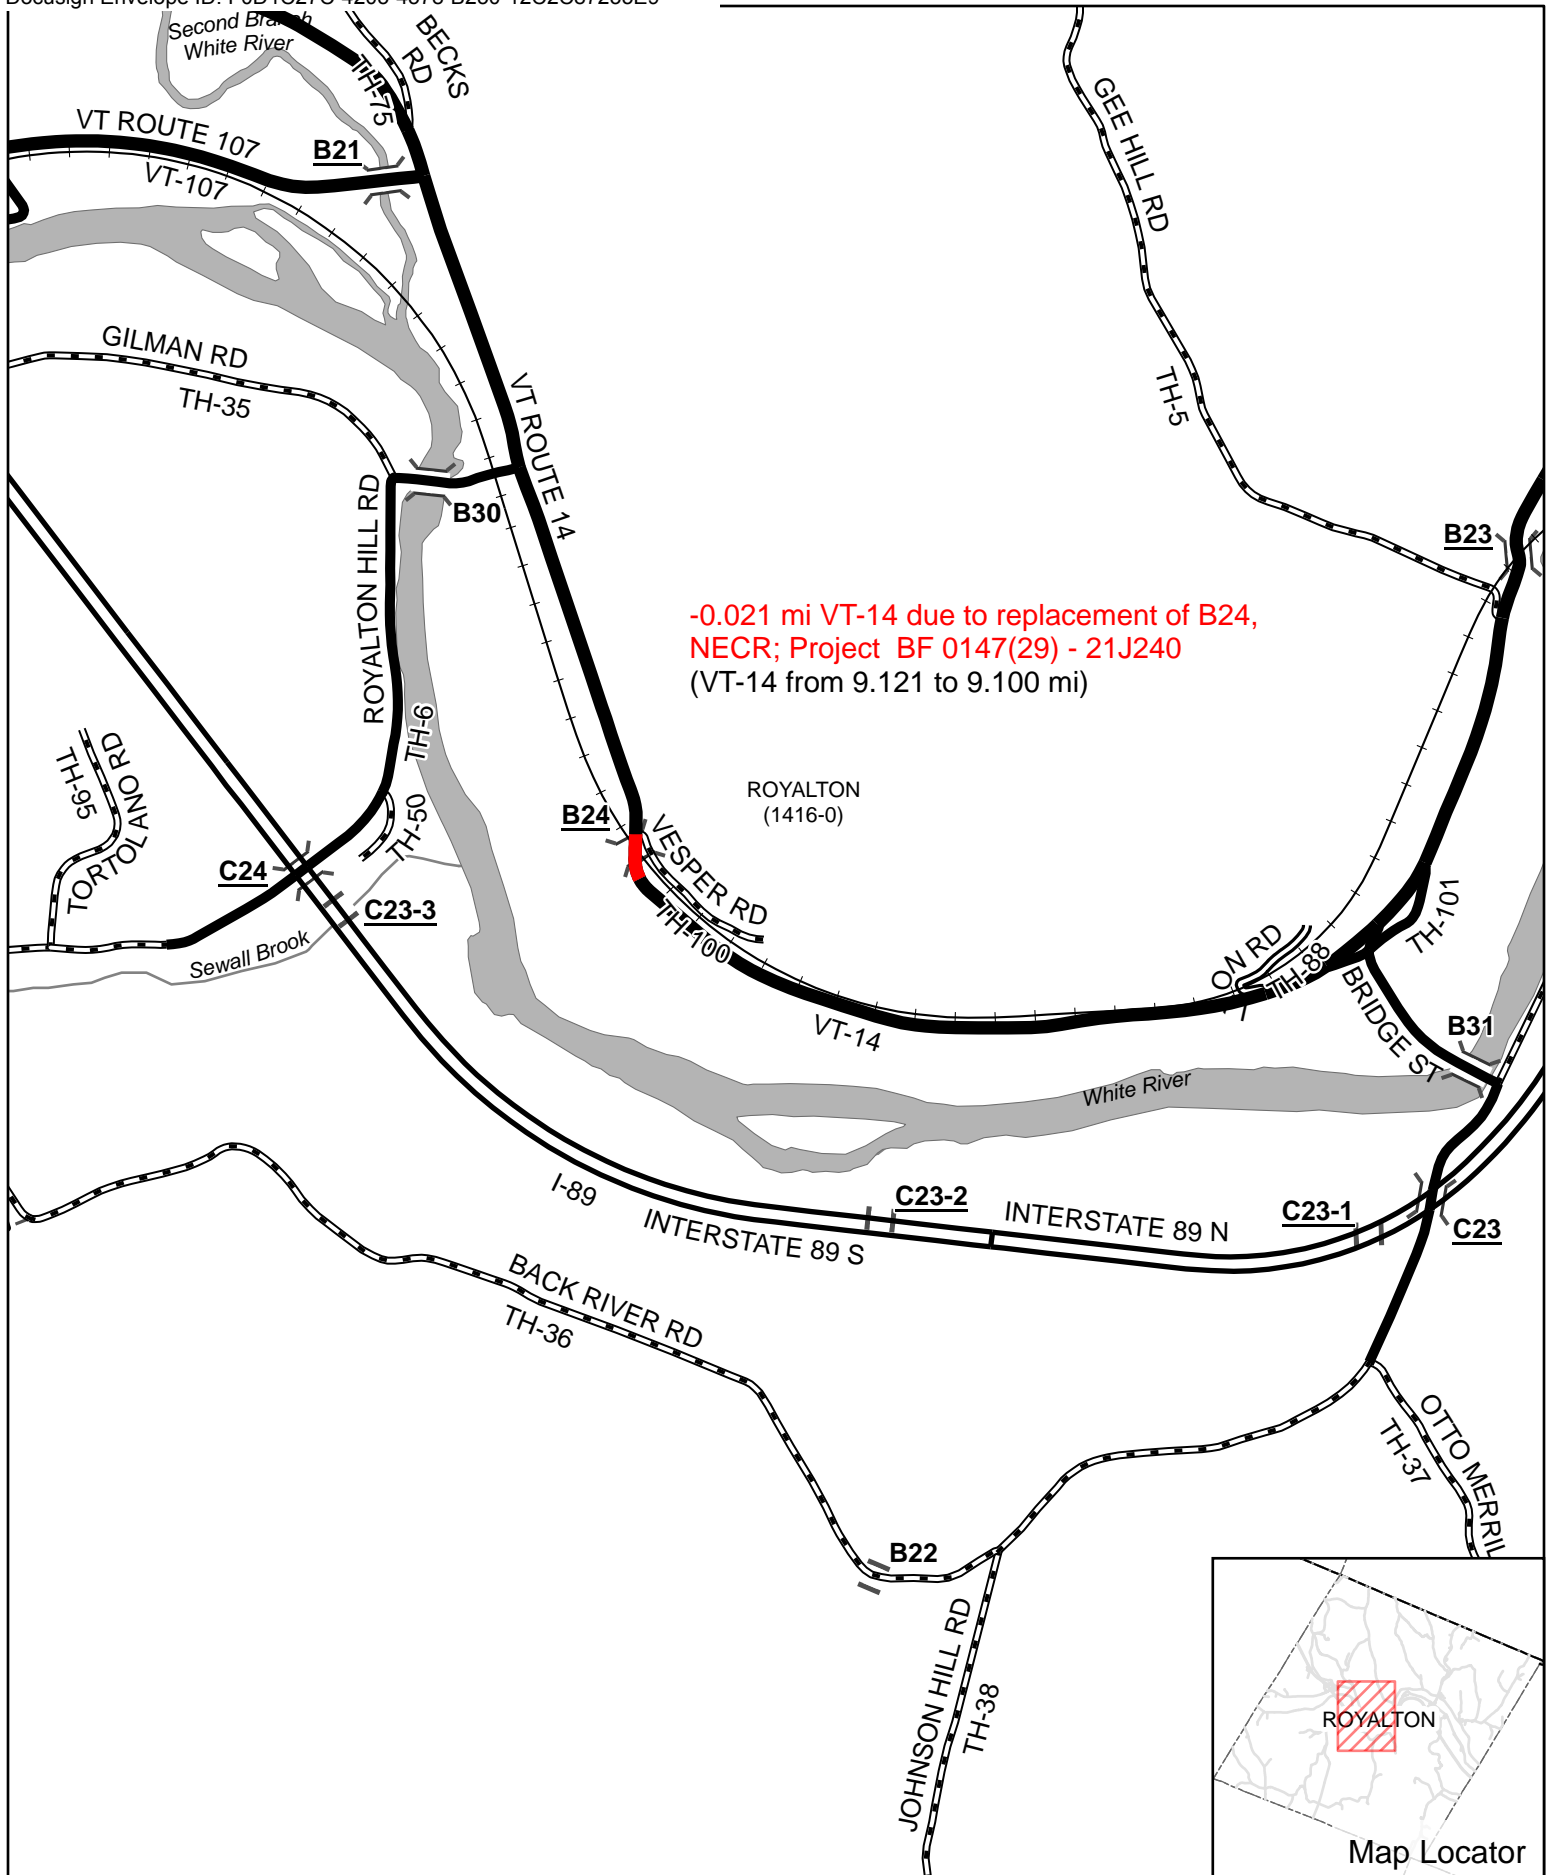 Second Branch
White River
BECKS
RD
TH-75
VT ROUTE 107
VT-107
B21
GEE HILL RD
TH-5
GILMAN RD
TH-35
VT ROUTE 14
B30
ROYALTON HILL RD
TH-6
B23
-0.021 mi VT-14 due to replacement of B24,
NECR; Project BF 0147(29) - 21J240
(VT-14 from 9.121 to 9.100 mi)
ROYALTON
(1416-0)
TH-95
TORTOLANO RD
B24
VESPER RD
TH-100
TH-50
C24
C23-3
Sewall Brook
ON RD
TH-88
TH-101
BRIDGE ST
B31
VT-14
White River
I-89
INTERSTATE 89 S
C23-2
INTERSTATE 89 N
C23-1
C23
BACK RIVER RD
TH-36
OTTO MERRIL
TH-37
B22
JOHNSON HILL RD
TH-38
ROYALTON
Map Locator